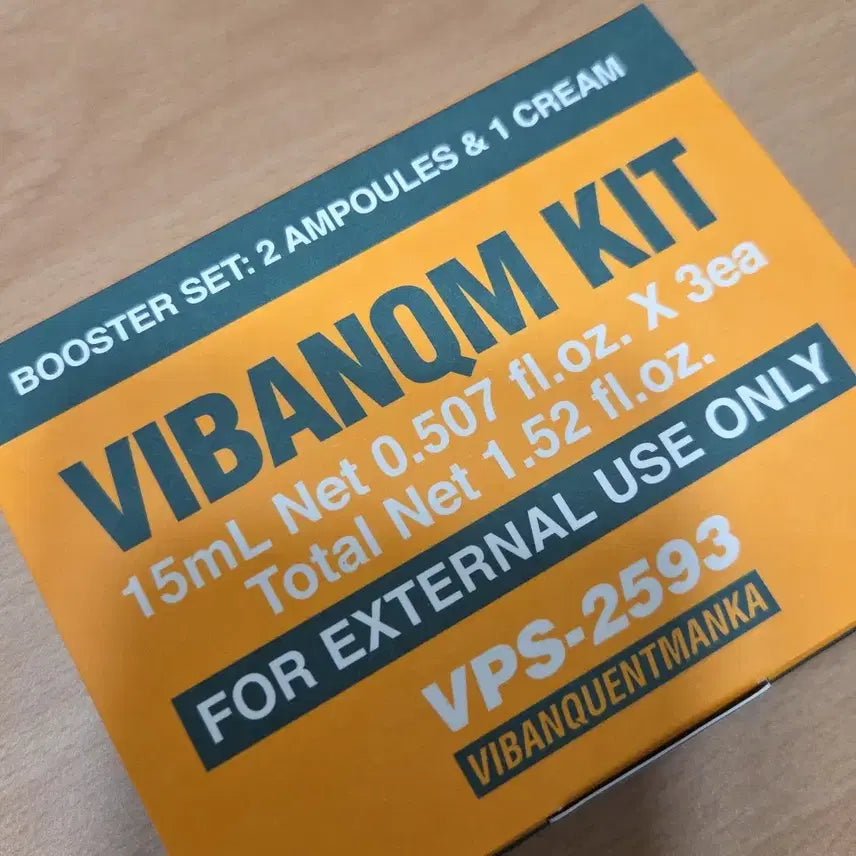 BOOSTER SET: 2 AMPOULES & 1 CREAM
VIBANQM KIT
15mL Net 0.507 fl.oz. X 3ea
Total Net 1.52 fl.oz.
FOR EXTERNAL USE ONLY
VPS-2593
VIBANQUENTMANKA